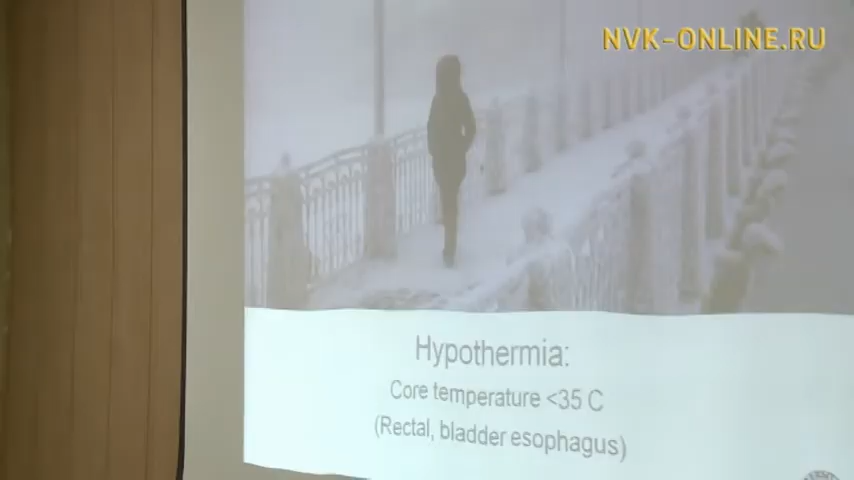 NVK-ONLINE.RU
Hypothermia:
Core temperature <35 C
(Rectal, bladder esophagus)